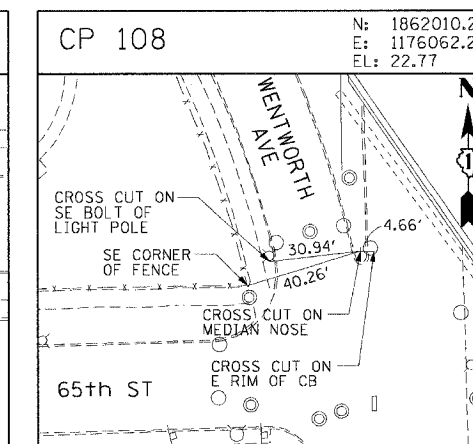 CP 108
N: 1862010.2
E: 1176062.2
EL: 22.77
N
WENTWORTH
AVE
CROSS CUT ON
SE BOLT OF
LIGHT POLE
4.66'
30.94'
SE CORNER
OF FENCE
40.26'
CROSS CUT ON
MEDIAN NOSE
CROSS CUT ON
E RIM OF CB
65th ST